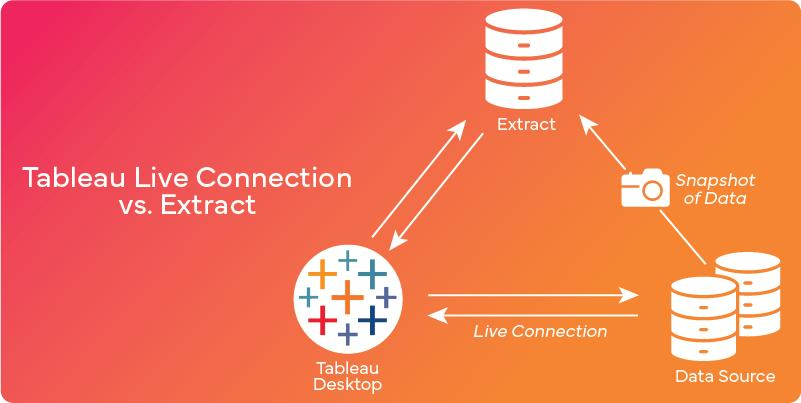 Extract
Snapshot
of Data
Tableau Live Connection
vs. Extract
Live Connection
Tableau
Desktop
Data Source